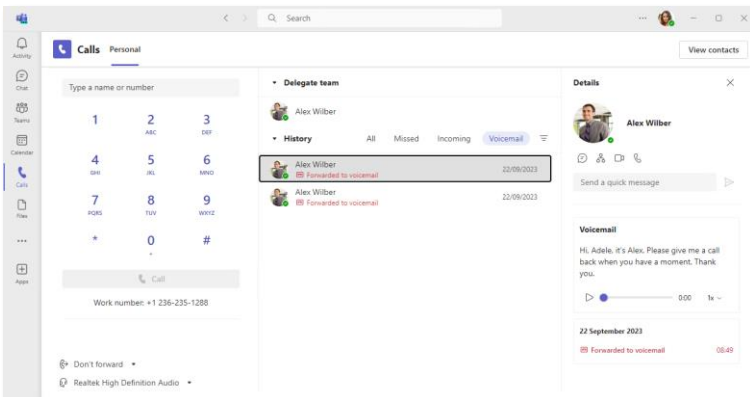 Search
Activity
Chat
Teams
Calendar
Calls
Files
Apps
Calls
Personal
View contacts
Type a name or number
1
2
ABC
3
DEF
4
GHI
5
JKL
6
MNO
7
PQRS
8
TUV
9
WXYZ
*
0
+
#
Call
Work number: +1 236-235-1288
Don't forward
Realtek High Definition Audio
Delegate team
Alex Wilber
History
All
Missed
Incoming
Voicemail
Alex Wilber
Forwarded to voicemail
22/09/2023
Alex Wilber
Forwarded to voicemail
22/09/2023
Details
Alex Wilber
Send a quick message
Voicemail
Hi, Adele, it's Alex. Please give me a call
back when you have a moment. Thank
you.
0:00
1x
22 September 2023
Forwarded to voicemail
08:49